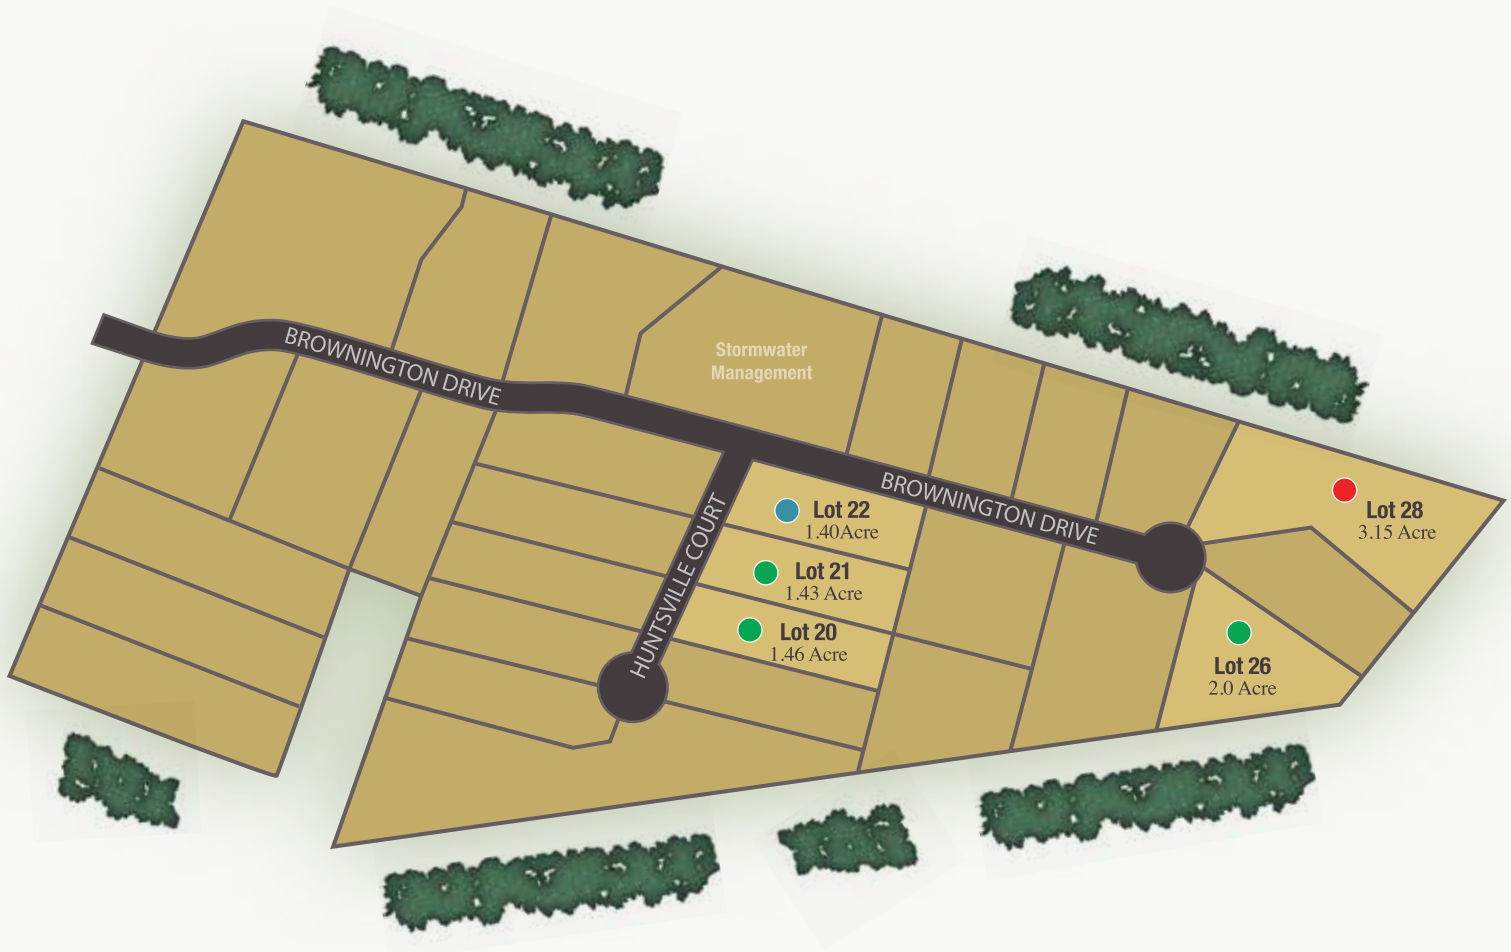 BROWNINGTON DRIVE
Stormwater
Management
BROWNINGTON DRIVE
HUNTSVILLE COURT
Lot 22
1.40Acre
Lot 21
1.43 Acre
Lot 20
1.46 Acre
Lot 28
3.15 Acre
Lot 26
2.0 Acre